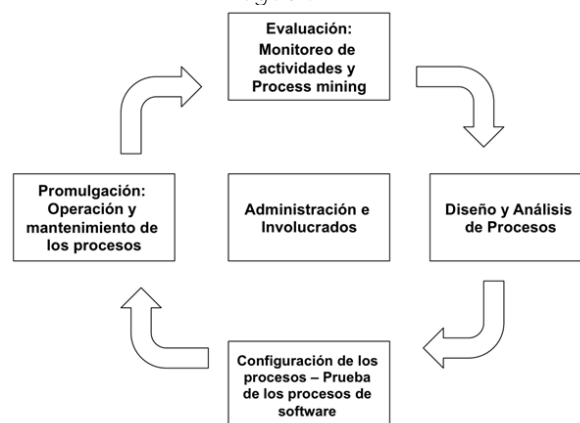 Evaluación:
Monitoreo de
actividades y
Process mining
Promulgación:
Operación y
mantenimiento de
los procesos
Administración e
Involucrados
Diseño y Análisis
de Procesos
Configuración de los
procesos – Prueba
de los procesos de
software